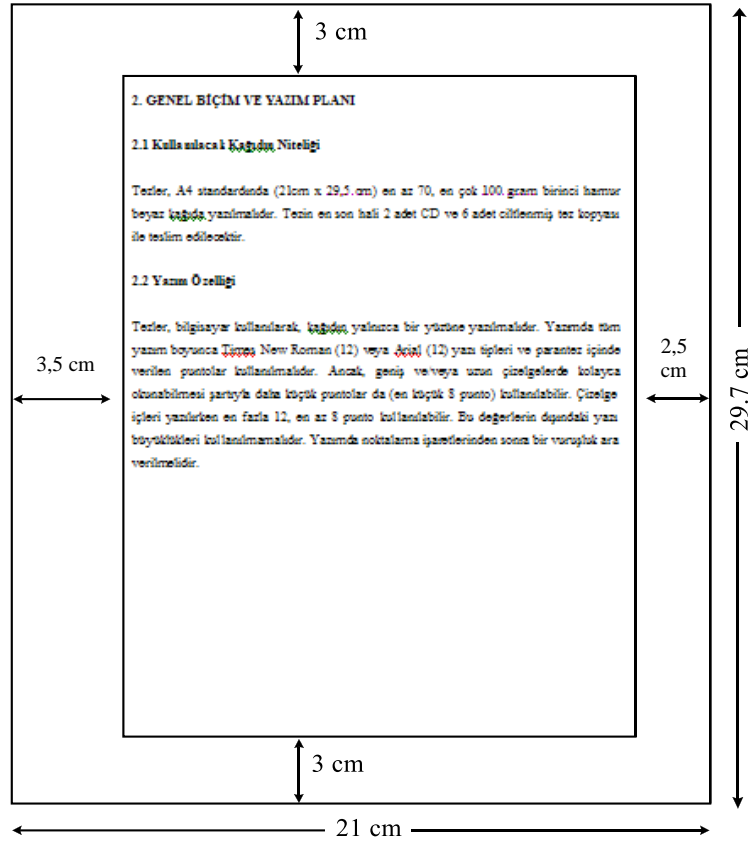 3 cm
2. GENEL BİÇİM VE YAZIM PLANI
2.1 Kullanılacak Kağıdın Niteliği
Tezler, A4 standardında (21cm x 29,5.cm) en az 70, en çok 100.gram birinci hamur
beyaz kağıda yazılmalıdır. Tezin en son hali 2 adet CD ve 6 adet ciltlenmiş tez kopyası
ile teslim edilecektir.
2.2 Yazım Özelliği
Tezler, bilgisayar kullanılarak, kağıdın yalnızca bir yüzüne yazılmalıdır. Yazımda tüm
yazım boyunca Times New Roman (12) veya Arial (12) yazı tipleri ve parantez içinde
verilen puntolar kullanılmalıdır. Ancak, geniş ve/veya uzun çizelgelerde kolayca
okunabilmesi şartıyla daha küçük puntolar da (en küçük 8 punto) kullanılabilir. Çizelge
içleri yazılırken en fazla 12, en az 8 punto kullanılabilir. Bu değerlerin dışındaki yazı
büyüklükleri kullanılmamalıdır. Yazımda noktalama işaretlerinden sonra bir vuruşluk ara
verilmelidir.
3,5 cm
2,5
cm
29.7 cm
3 cm
21 cm